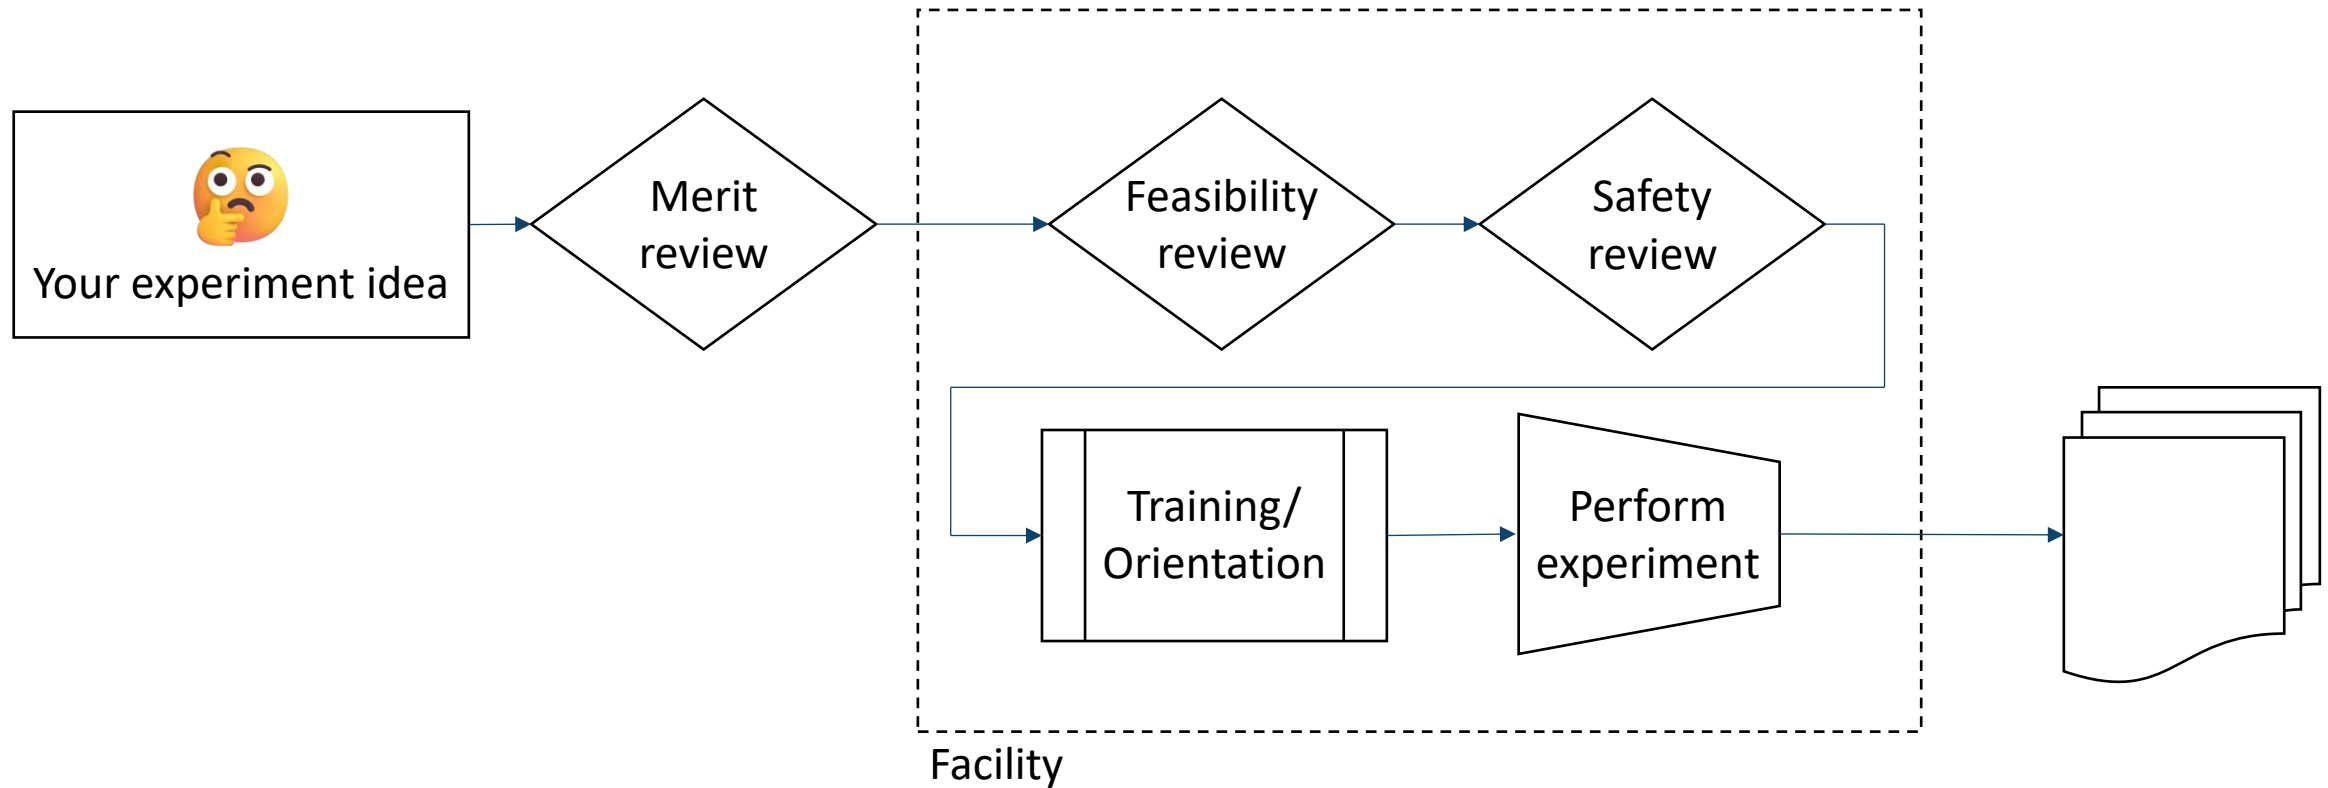 Your experiment idea
Merit
review
Feasibility
review
Safety
review
Training/
Orientation
Perform
experiment
Facility